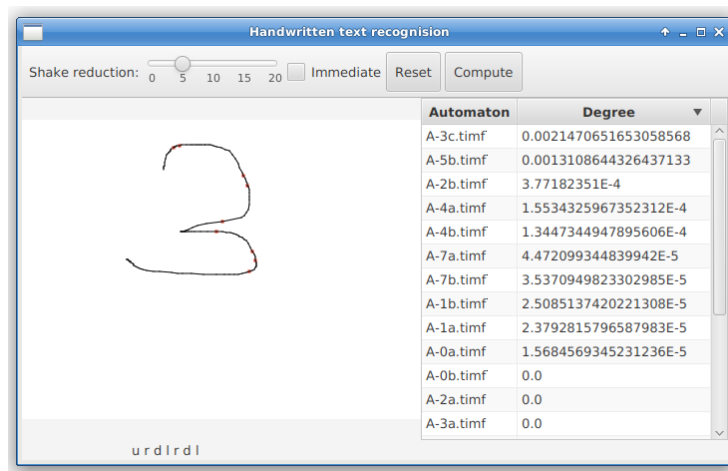 Handwritten text recognision
Shake reduction: 0 5 10 15 20 Immediate Reset Compute
Automaton Degree
A-3c.timf 0.0021470651653058568
A-5b.timf 0.0013108644326437133
A-2b.timf 3.77182351E-4
A-4a.timf 1.5534325967352312E-4
A-4b.timf 1.3447344947895606E-4
A-7a.timf 4.472099344839942E-5
A-7b.timf 3.5370949823302985E-5
A-1b.timf 2.5085137420221308E-5
A-1a.timf 2.3792815796587983E-5
A-0a.timf 1.5684569345231236E-5
A-0b.timf 0.0
A-2a.timf 0.0
A-3a.timf 0.0
3
u r d l r d l